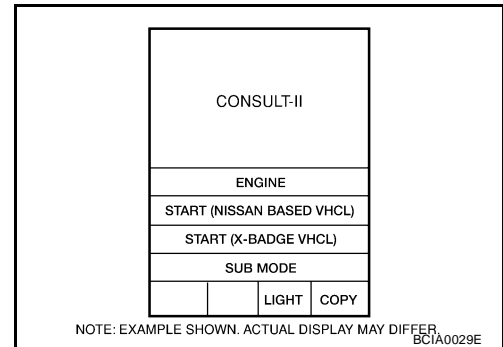 CONSULT-II
ENGINE
START (NISSAN BASED VHCL)
START (X-BADGE VHCL)
SUB MODE
LIGHT COPY
NOTE: EXAMPLE SHOWN. ACTUAL DISPLAY MAY DIFFER.
BCIA0029E